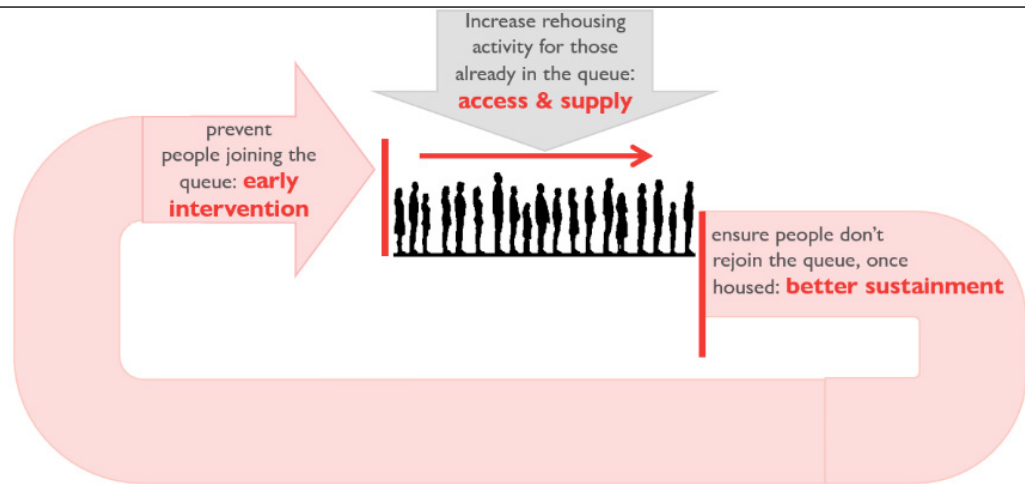 Increase rehousing
activity for those
already in the queue:
access & supply
prevent
people joining the
queue: early
intervention
ensure people don't
rejoin the queue, once
housed: better sustainment